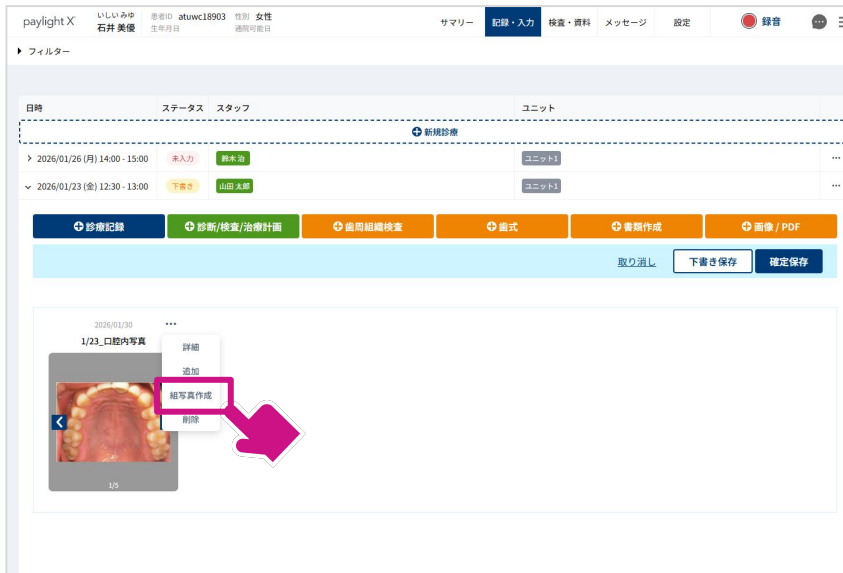 paylight X
いしい みゆ
石井 美優
患者ID atuwc18903 性別 女性
生年月日 通院可能日
サマリー 記録・入力 検査・資料 メッセージ 設定 録音
フィルター
日時 ステータス スタッフ ユニット
新規診療
2026/01/26 (月) 14:00 - 15:00 未入力 鈴木 治 ユニット1
2026/01/23 (金) 12:30 - 13:00 下書き 山田 太郎 ユニット1
診療記録 診断/検査/治療計画 歯周組織検査 歯式 書類作成 画像 / PDF
取り消し 下書き保存 確定保存
2026/01/30
1/23_口腔内写真
詳細
追加
組写真作成
削除
1/5